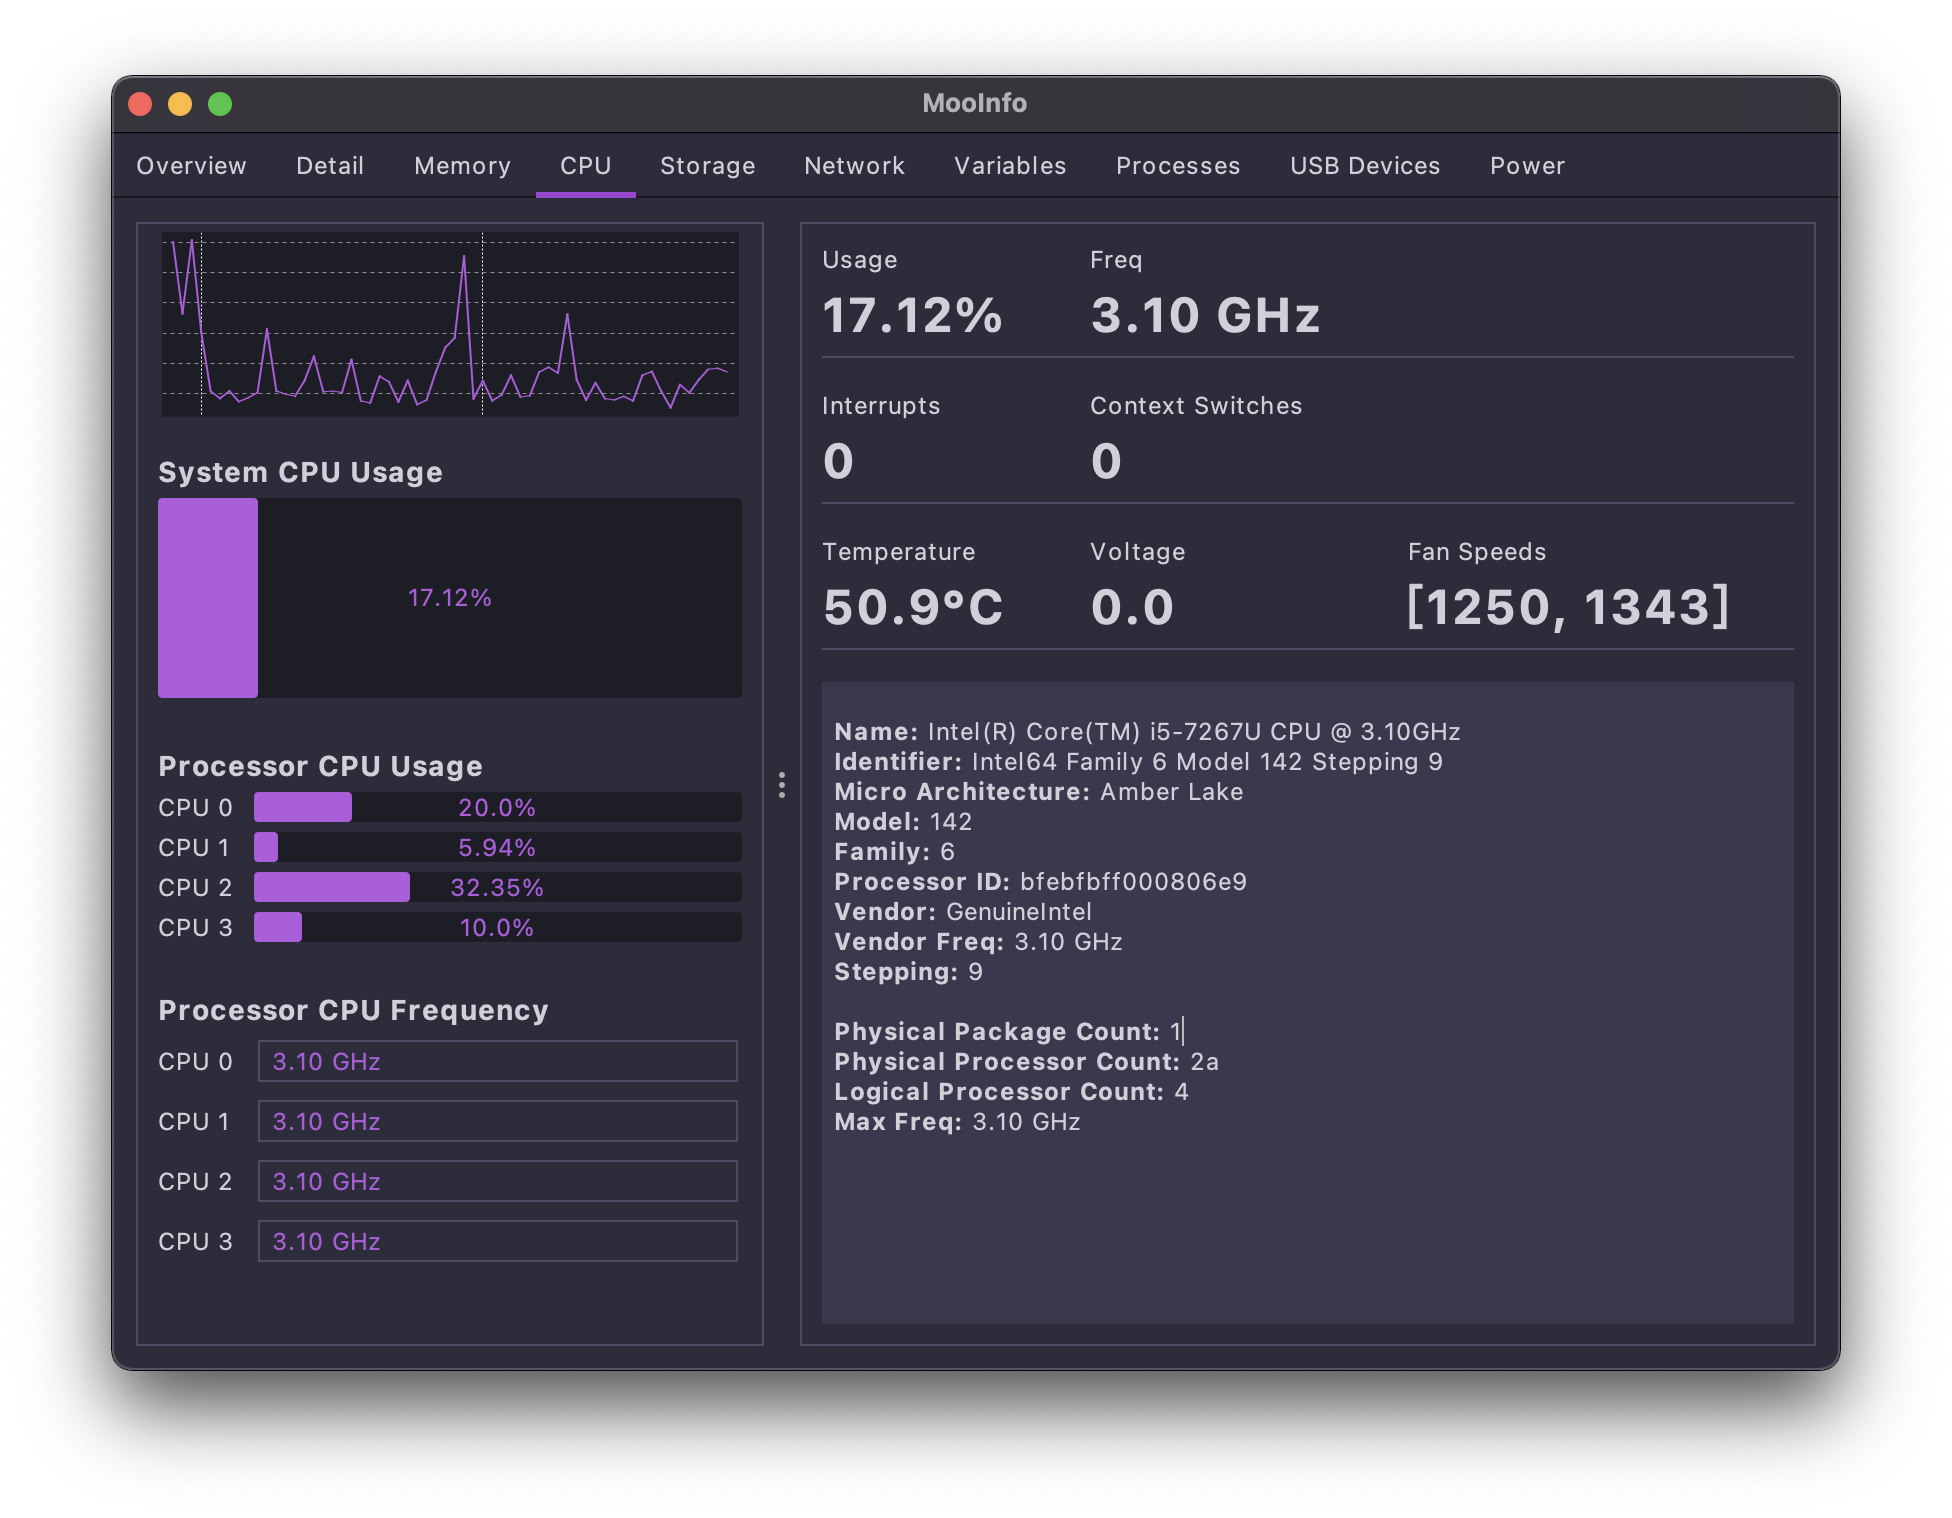 MooInfo
Overview Detail Memory CPU Storage Network Variables Processes USB Devices Power
System CPU Usage
17.12%
Processor CPU Usage
CPU 0 20.0%
CPU 1 5.94%
CPU 2 32.35%
CPU 3 10.0%
Processor CPU Frequency
CPU 0 3.10 GHz
CPU 1 3.10 GHz
CPU 2 3.10 GHz
CPU 3 3.10 GHz
Usage Freq
17.12% 3.10 GHz
Interrupts Context Switches
0 0
Temperature Voltage Fan Speeds
50.9°C 0.0 [1250, 1343]
Name: Intel(R) Core(TM) i5-7267U CPU @ 3.10GHz
Identifier: Intel64 Family 6 Model 142 Stepping 9
Micro Architecture: Amber Lake
Model: 142
Family: 6
Processor ID: bfebfbff000806e9
Vendor: GenuineIntel
Vendor Freq: 3.10 GHz
Stepping: 9
Physical Package Count: 1
Physical Processor Count: 2a
Logical Processor Count: 4
Max Freq: 3.10 GHz